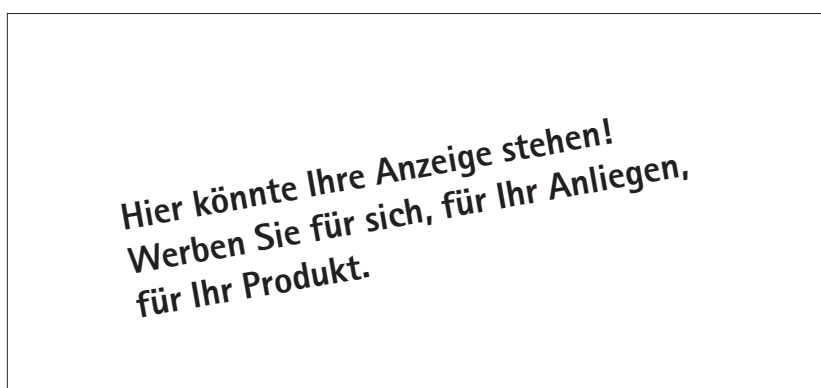 Hier könnte Ihre Anzeige stehen!
Werben Sie für sich, für Ihr Anliegen,
für Ihr Produkt.